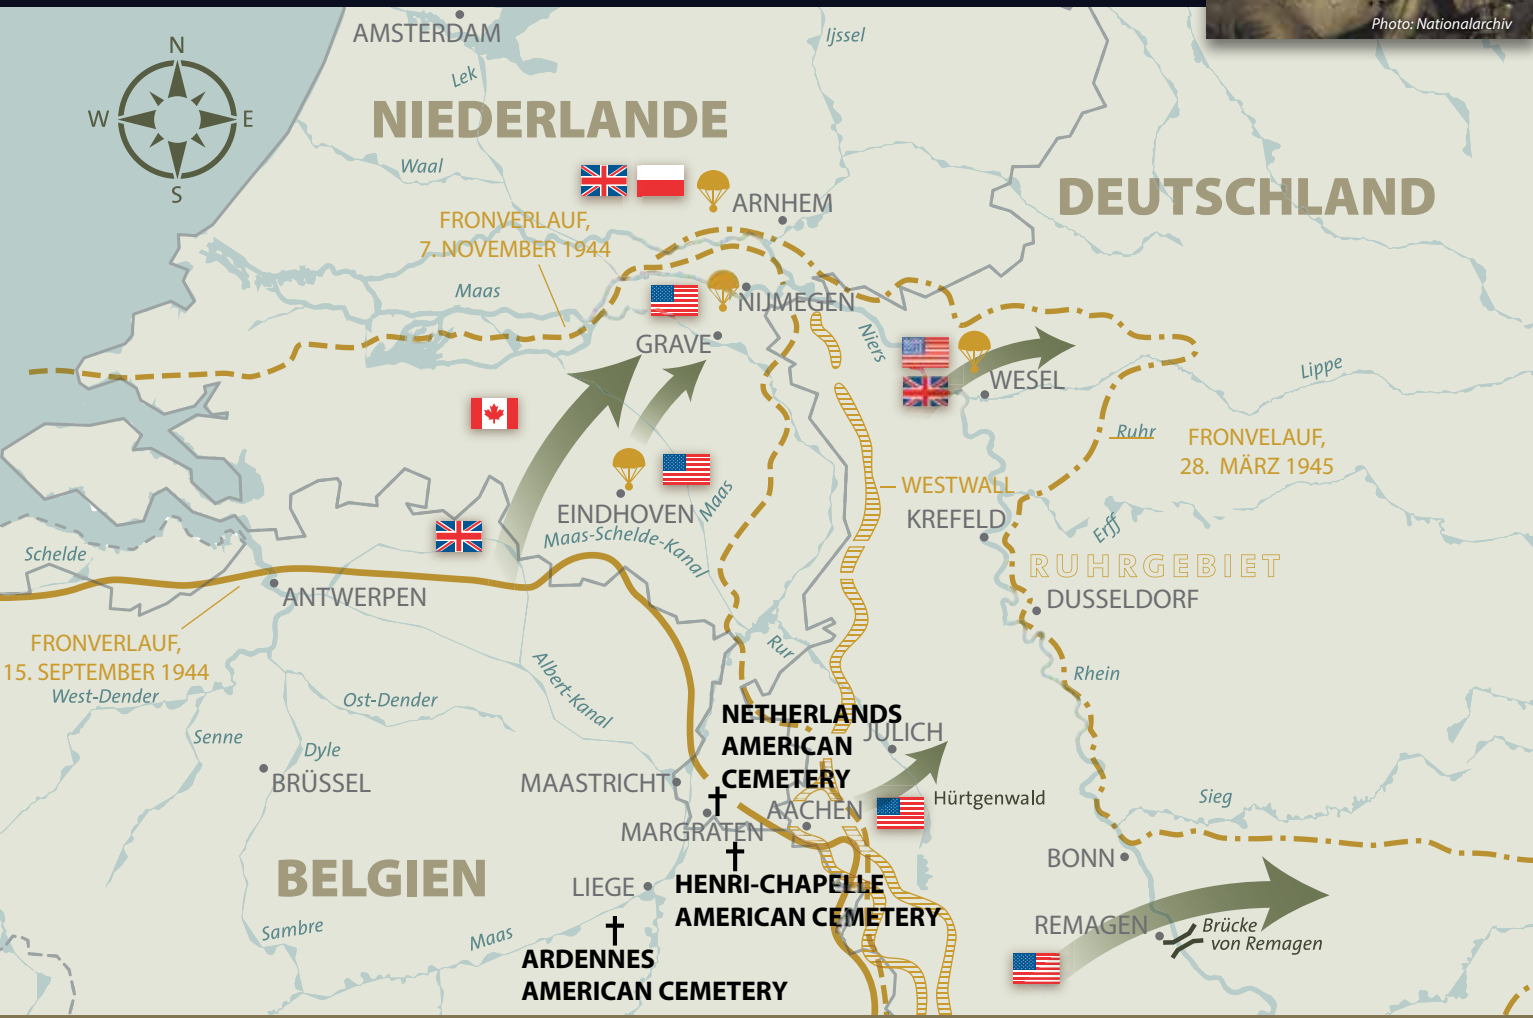 Photo: Nationalarchiv
AMSTERDAM
Ijssel
N
W
E
S
Lek
NIEDERLANDE
Waal
DEUTSCHLAND
ARNHEM
FRONVERLAUF,
7. NOVEMBER 1944
Maas
NIJMEGEN
GRAVE
Niers
WESEL
Lippe
Ruhr
FRONVELAUF,
28. MÄRZ 1945
WESTWALL
KREFELD
Maas
EINDHOVEN
Maas-Schelde-Kanal
Erff
Schelde
RUHRGEBIET
ANTWERPEN
DUSSELDORF
FRONVERLAUF,
15. SEPTEMBER 1944
Rur
Rhein
West-Dender
Ost-Dender
Albert-Kanal
NETHERLANDS
AMERICAN
CEMETERY
JÜLICH
Senne
Dyle
BRÜSSEL
MAASTRICHT
Hürtgenwald
Sieg
AACHEN
MARGRATEN
BONN
BELGIEN
LIEGE
HENRI-CHAPELLE
AMERICAN CEMETERY
REMAGEN
Brücke
von Remagen
Sambre
Maas
ARDENNES
AMERICAN CEMETERY